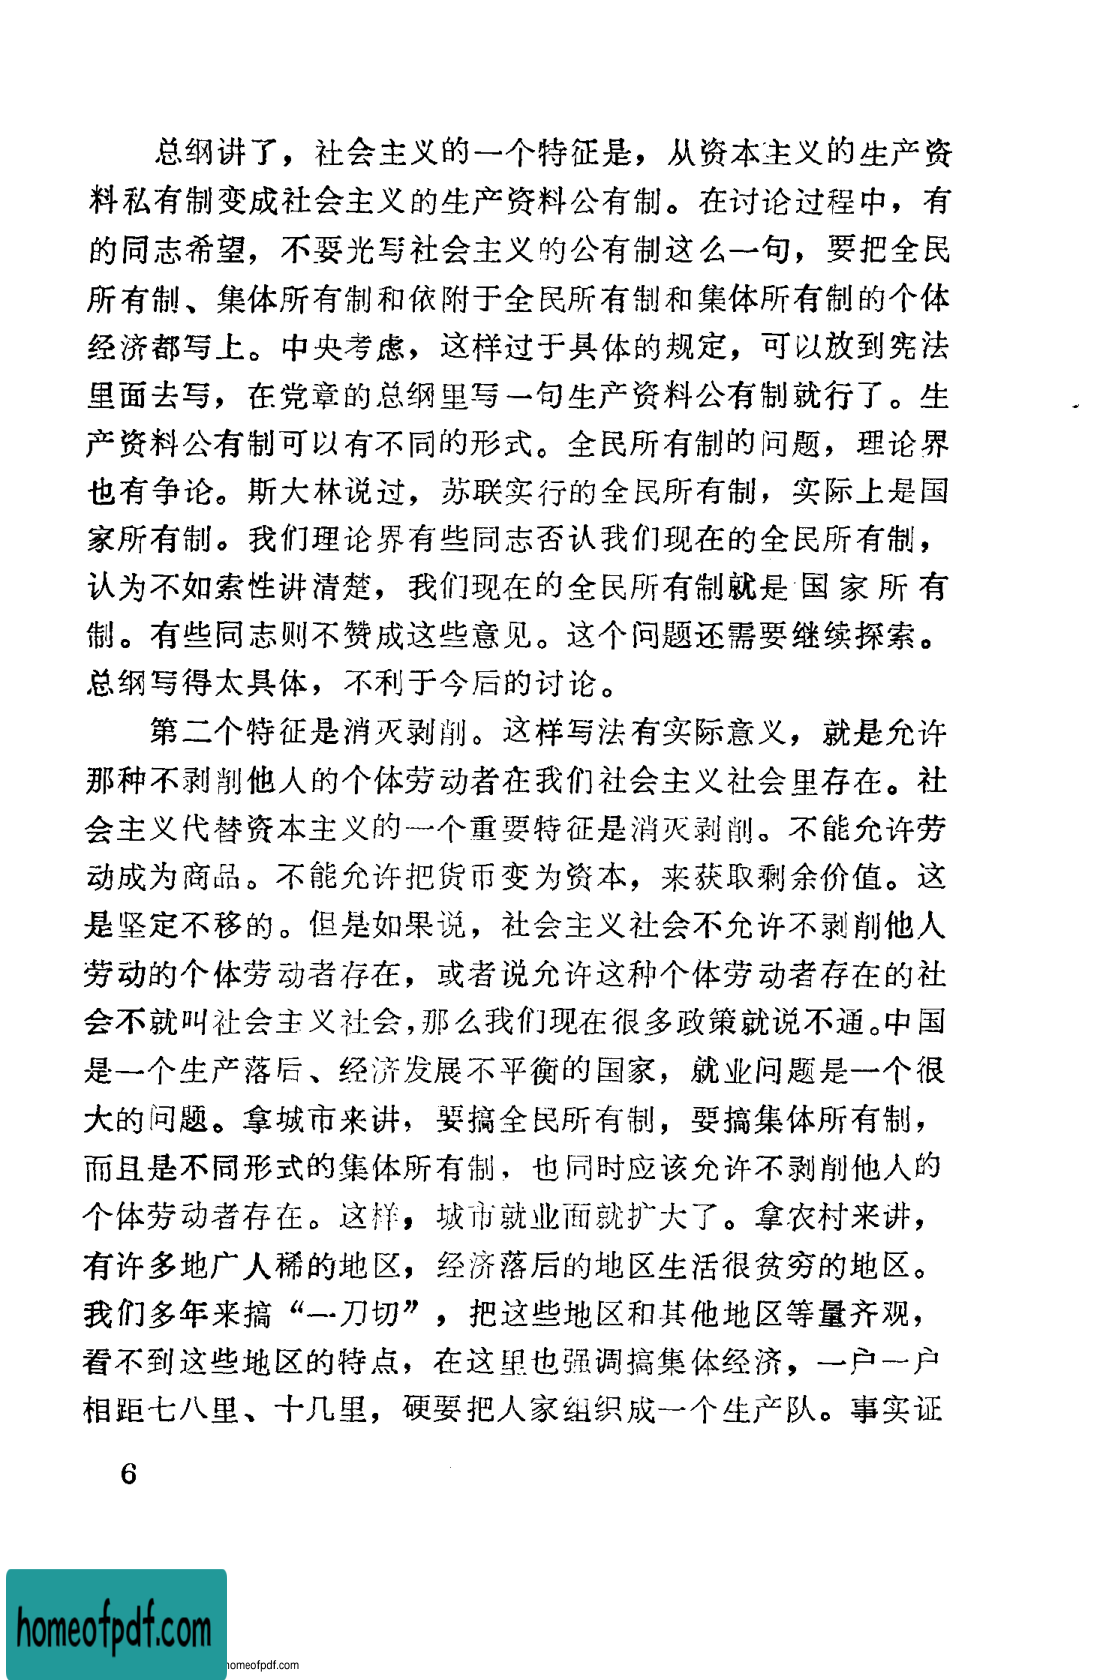 总纲讲了，社会主义的一个特征是，从资本主义的生产资
料私有制变成社会主义的生产资料公有制。在讨论过程中，有
的同志希望，不要光写社会主义的公有制这么一句，要把全民
所有制、集体所有制和依附于全民所有制和集体所有制的个体
经济都写上。中央考虑，这样过于具体的规定，可以放到宪法
里面去写，在党章的总纲里写一句生产资料公有制就行了。生
产资料公有制可以有不同的形式。全民所有制的问题，理论界
也有争论。斯大林说过，苏联实行的全民所有制，实际上是国
家所有制。我们理论界有些同志否认我们现在的全民所有制，
认为不如索性讲清楚，我们现在的全民所有制就是国家所有
制。有些同志则不赞成这些意见。这个问题还需要继续探索。
总纲写得太具体，不利于今后的讨论。
第二个特征是消灭剥削。这样写法有实际意义，就是允许
那种不剥削他人的个体劳动者在我们社会主义社会里存在。社
会主义代替资本主义的一个重要特征是消灭剥削。不能允许劳
动成为商品。不能允许把货币变为资本，来获取剩余价值。这
是坚定不移的。但是如果说，社会主义社会不允许不剥削他人
劳动的个体劳动者存在，或者说允许这种个体劳动者存在的社
会不就叫社会主义社会，那么我们现在很多政策就说不通。中国
是一个生产落后、经济发展不平衡的国家，就业问题是一个很
大的问题。拿城市来讲，要搞全民所有制，要搞集体所有制，
而且是不同形式的集体所有制，也同时应该允许不剥削他人的
个体劳动者存在。这样，城市就业面就扩大了。拿农村来讲，
有许多地广人稀的地区，经济落后的地区生活很贫穷的地区。
我们多年来搞“一刀切”，把这些地区和其他地区等量齐观，
看不到这些地区的特点，在这里也强调搞集体经济，一户一户
相距七八里、十几里，硬要把人家组织成一个生产队。事实证
6
homeofpdf.com
homeofpdf.com